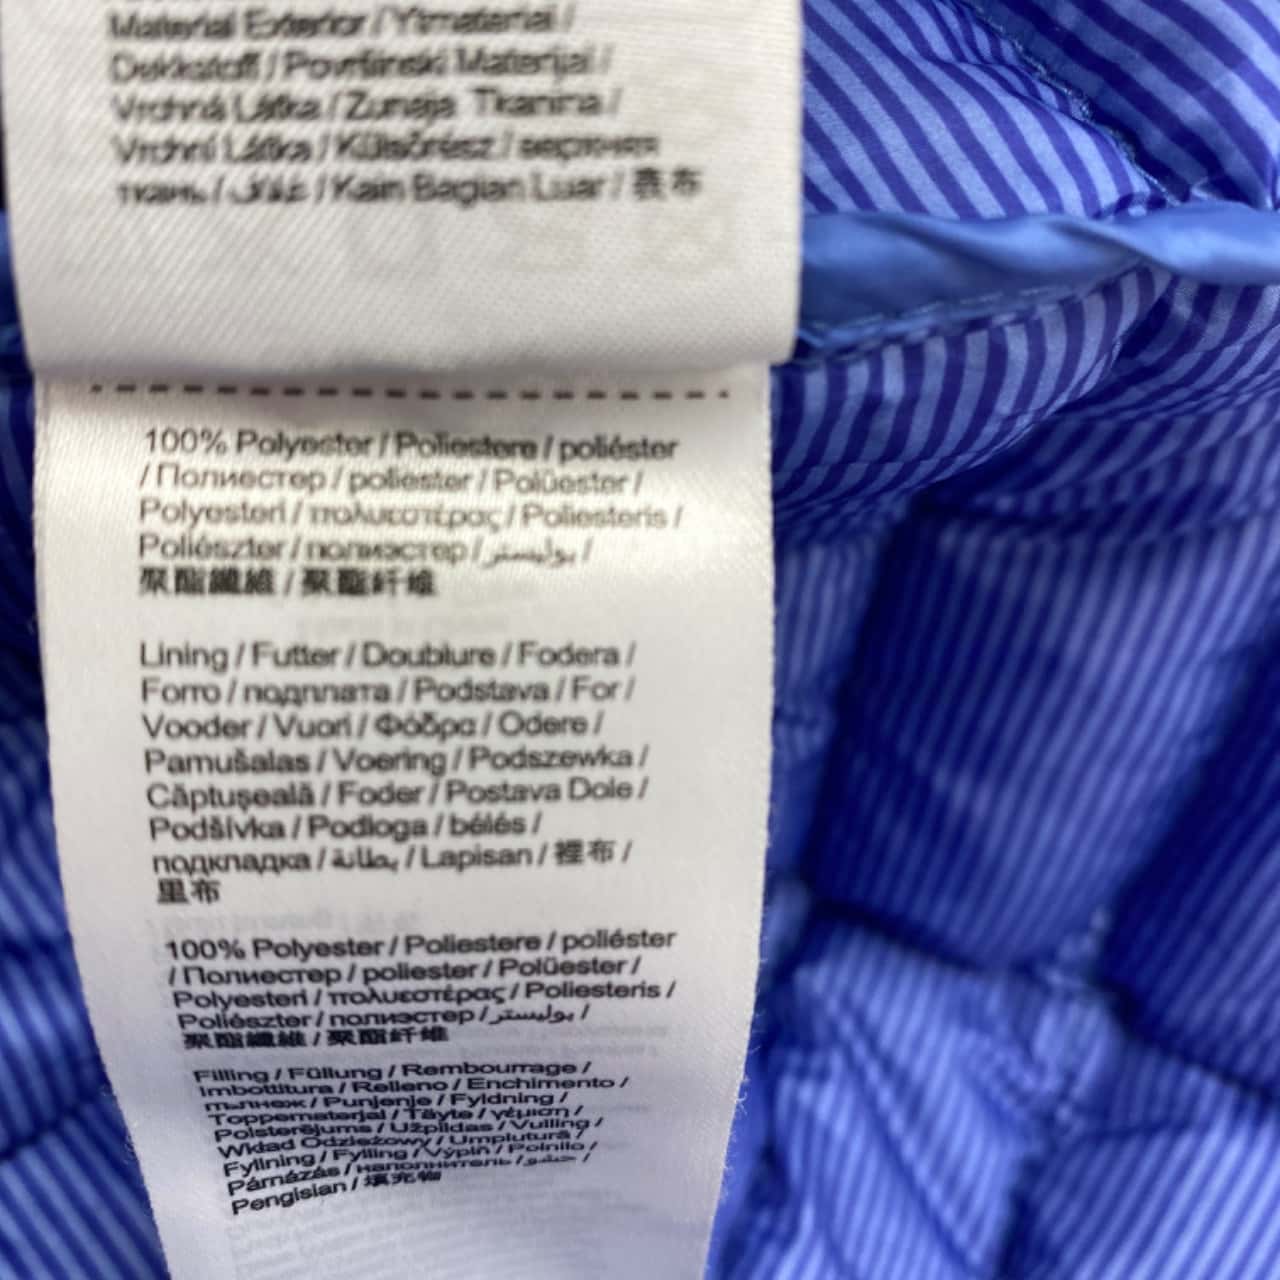 Material Exterior / Ytmaterial /
Dekkstoff / Površinski Materijal /
Vrchná Látka / Zunaja Tkanina /
Vrchní Látka / Külsőrész / верхняя
ткань / غلاف / Kain Bagian Luar / 表布
100% Polyester / Poliestere / poliéster
/ Полиестер / poliester / Polüester /
Polyesteri / πολυεστέρας / Poliesteris /
Poliészter / полиэстер / بوليستر /
聚酯纖維 / 聚酯纤维
Lining / Futter / Doublure / Fodera /
Forro / подплата / Podstava / For /
Vooder / Vuori / Φόδρα / Odere /
Pamušalas / Voering / Podszewka /
Căptușeală / Foder / Postava Dole /
Podšívka / Podloga / bélés /
подкладка / بطانة / Lapisan / 裡布 /
里布
100% Polyester / Poliestere / poliéster
/ Полиестер / poliester / Polüester /
Polyesteri / πολυεστέρας / Poliesteris /
Poliészter / полиэстер / بوليستر /
聚酯纖維 / 聚酯纤维
Filling / Füllung / Rembourrage /
Imbottitura / Relleno / Enchimento /
пълнеж / Punjenje / Fyldning /
Toppematerjal / Täyte / γέμιση /
Polsterējums / Užpildas / Vulling /
Wkład Odzieżowy / Umplutură /
Fyllning / Fylling / Výplň / Polnilo /
Párnázás / наполнитель / حشو /
Pengisian / 填充物